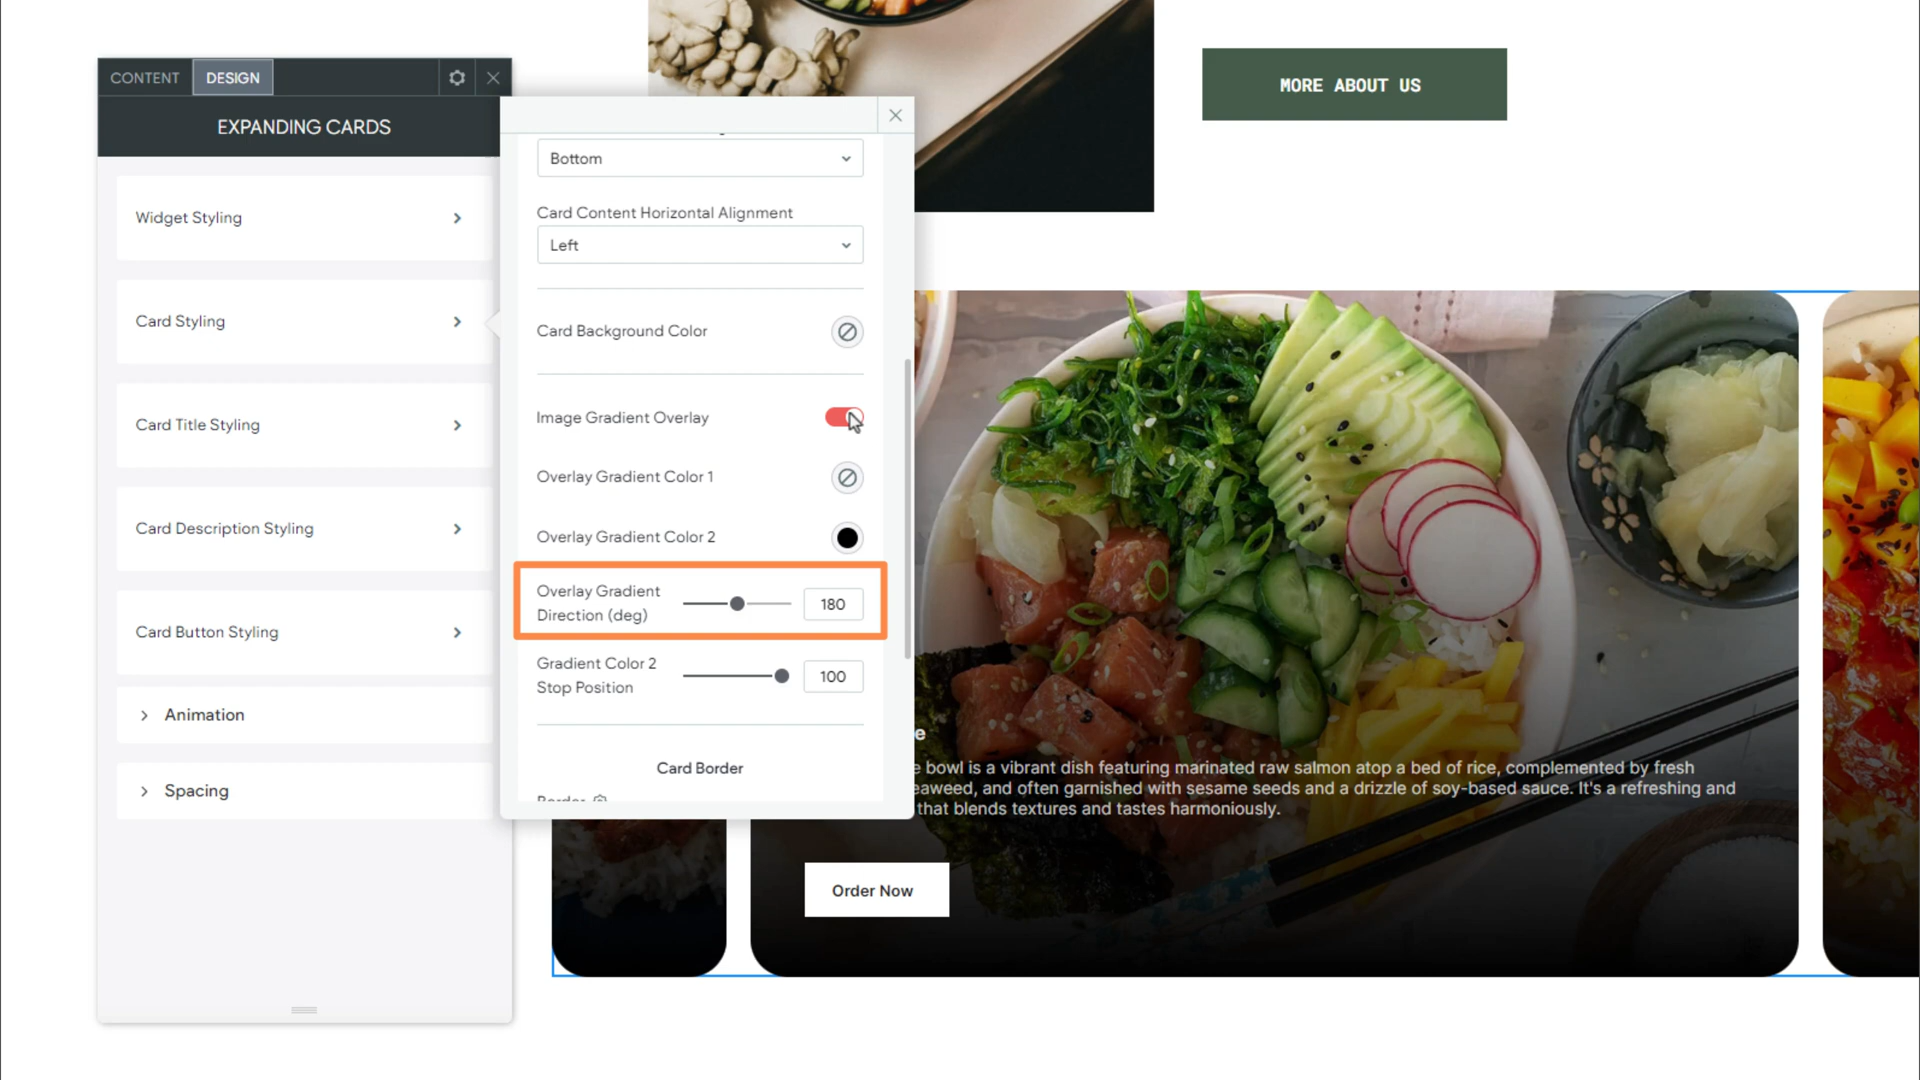 CONTENT
DESIGN
EXPANDING CARDS
Widget Styling
Card Styling
Card Title Styling
Card Description Styling
Card Button Styling
Animation
Spacing
Bottom
Card Content Horizontal Alignment
Left
Card Background Color
Image Gradient Overlay
Overlay Gradient Color 1
Overlay Gradient Color 2
Overlay Gradient
Direction (deg)
180
Gradient Color 2
Stop Position
100
Card Border
Border
MORE ABOUT US
e bowl is a vibrant dish featuring marinated raw salmon atop a bed of rice, complemented by fresh
eaweed, and often garnished with sesame seeds and a drizzle of soy-based sauce. It's a refreshing and
that blends textures and tastes harmoniously.
Order Now